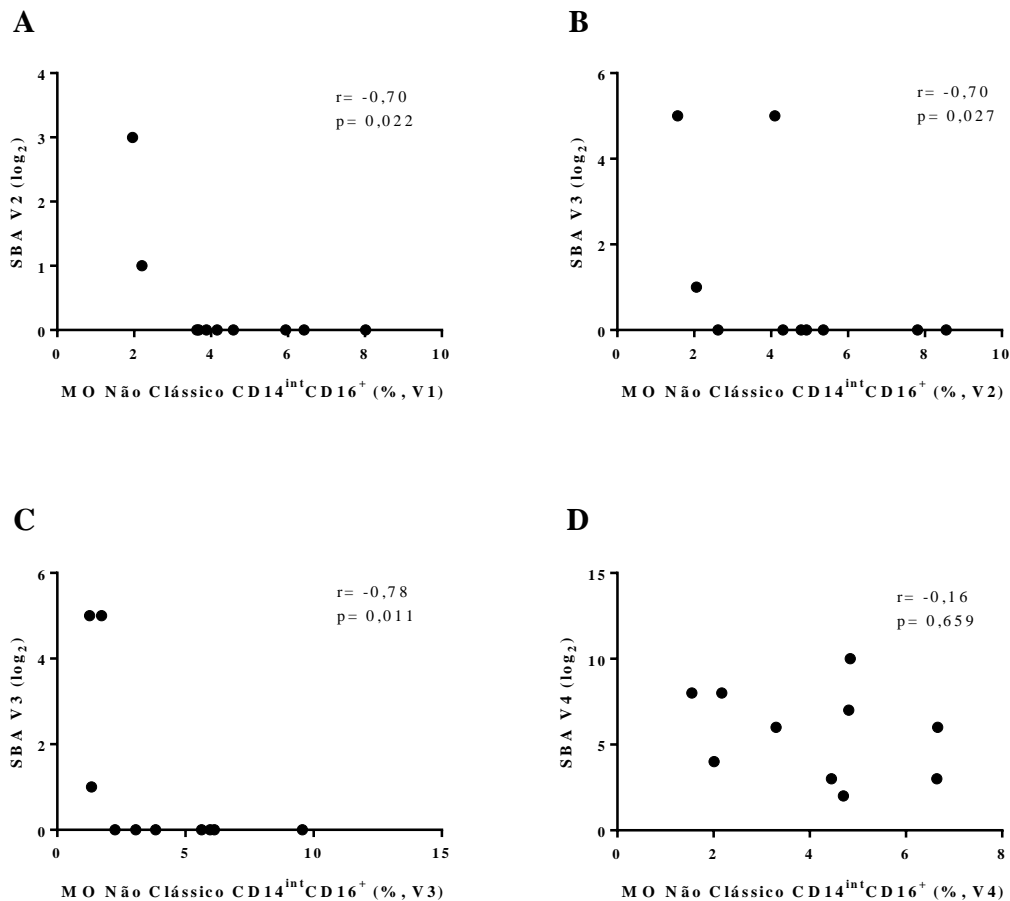 A
r= -0,70
p= 0,022
SBA V2 (log2)
4
3
2
1
0
0 2 4 6 8 10
MO Não Clássico CD14intCD16+ (%, V1)
B
r= -0,70
p= 0,027
SBA V3 (log2)
6
4
2
0
0 2 4 6 8 10
MO Não Clássico CD14intCD16+ (%, V2)
C
r= -0,78
p= 0,011
SBA V3 (log2)
6
4
2
0
0 5 10 15
MO Não Clássico CD14intCD16+ (%, V3)
D
r= -0,16
p= 0,659
SBA V4 (log2)
15
10
5
0
0 2 4 6 8
MO Não Clássico CD14intCD16+ (%, V4)